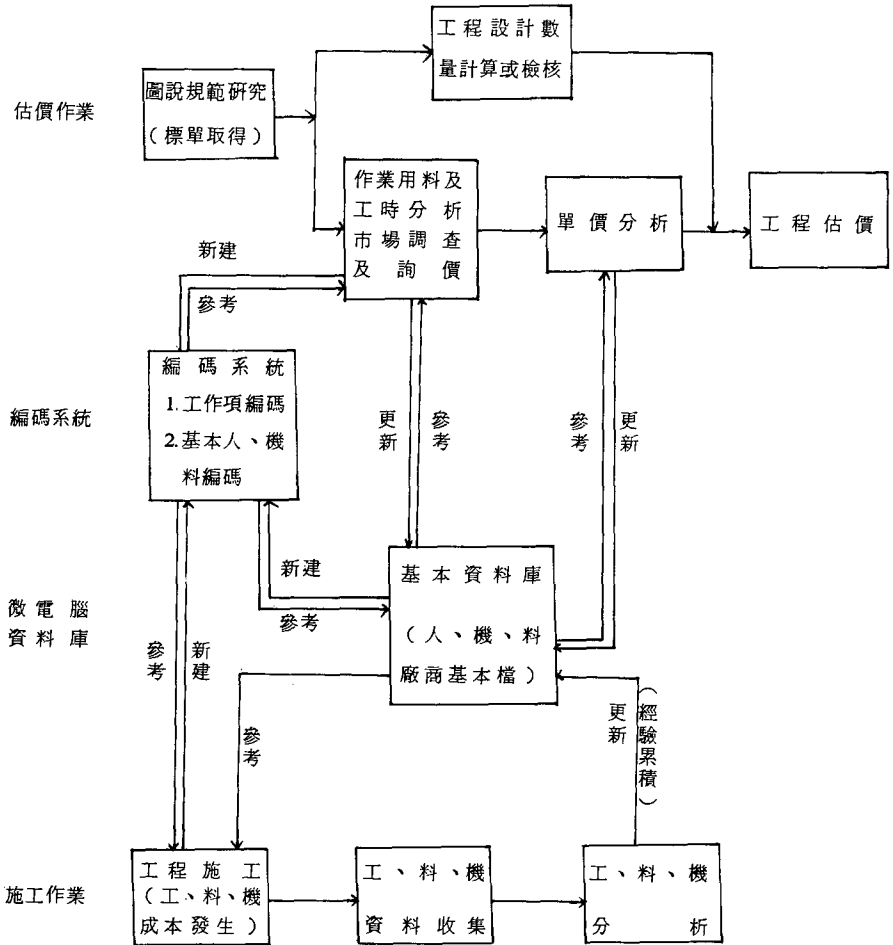 工程設計數
量計算或檢核
圖說規範研究
（標單取得）
估價作業
作業用料及
工時分析
市場調查
及詢價
單價分析
工程估價
新建
參考
編碼系統
1.工作項編碼
2.基本人、機
料編碼
編碼系統
更新
參考
參考
更新
新建
參考
基本資料庫
（人、機、料
廠商基本檔）
微電腦
資料庫
參考
新建
參考
更新
（經驗累積）
工程施工
（工、料、機
成本發生）
工、料、機
資料收集
工、料、機
分析
施工作業